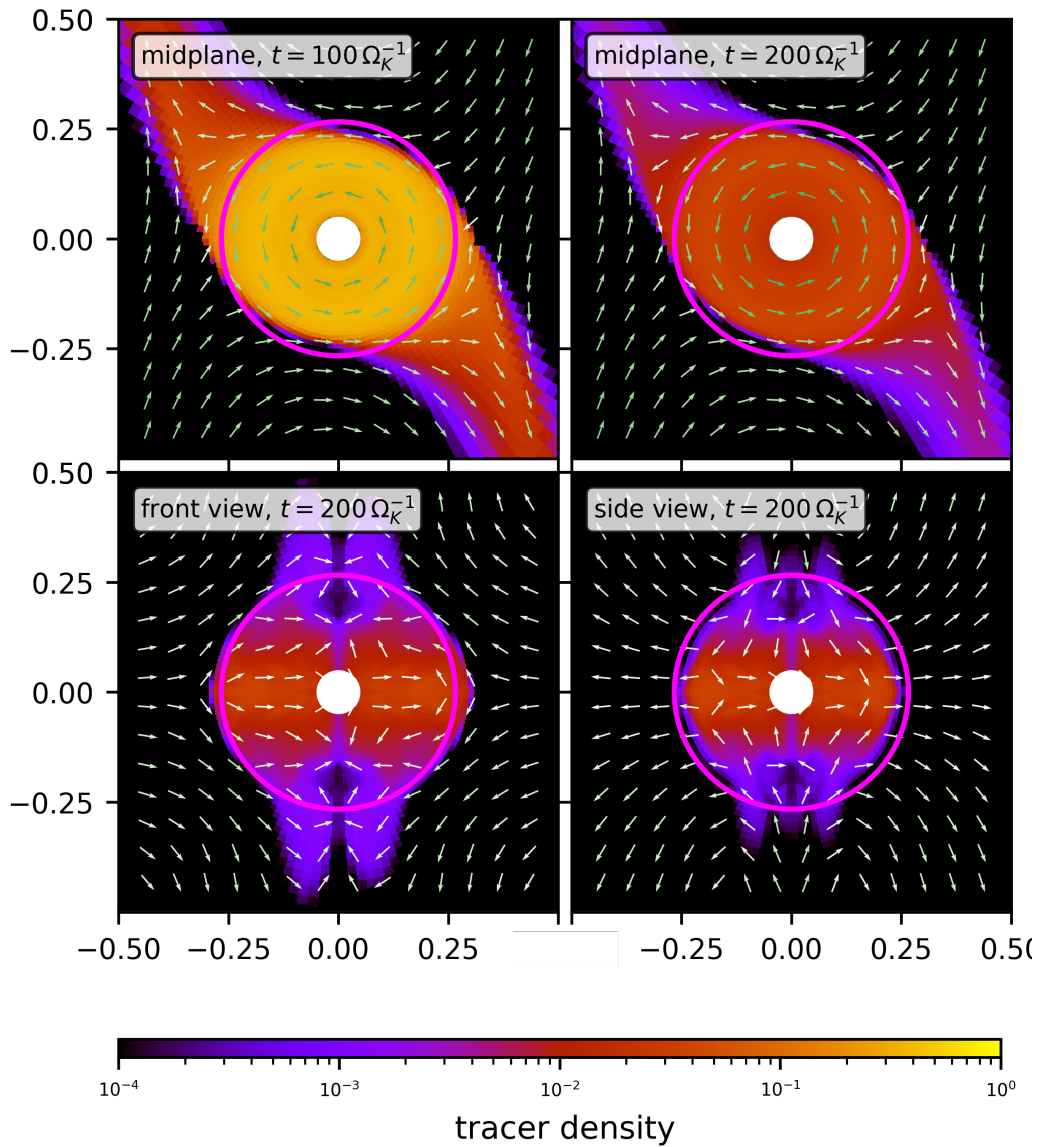 0.50
midplane, t = 100 Ω_K^{-1}
midplane, t = 200 Ω_K^{-1}
0.25
0.00
−0.25
0.50
front view, t = 200 Ω_K^{-1}
side view, t = 200 Ω_K^{-1}
0.25
0.00
−0.25
−0.50 −0.25 0.00 0.25 −0.25 0.00 0.25 0.50
10^{-4} 10^{-3} 10^{-2} 10^{-1} 10^{0}
tracer density